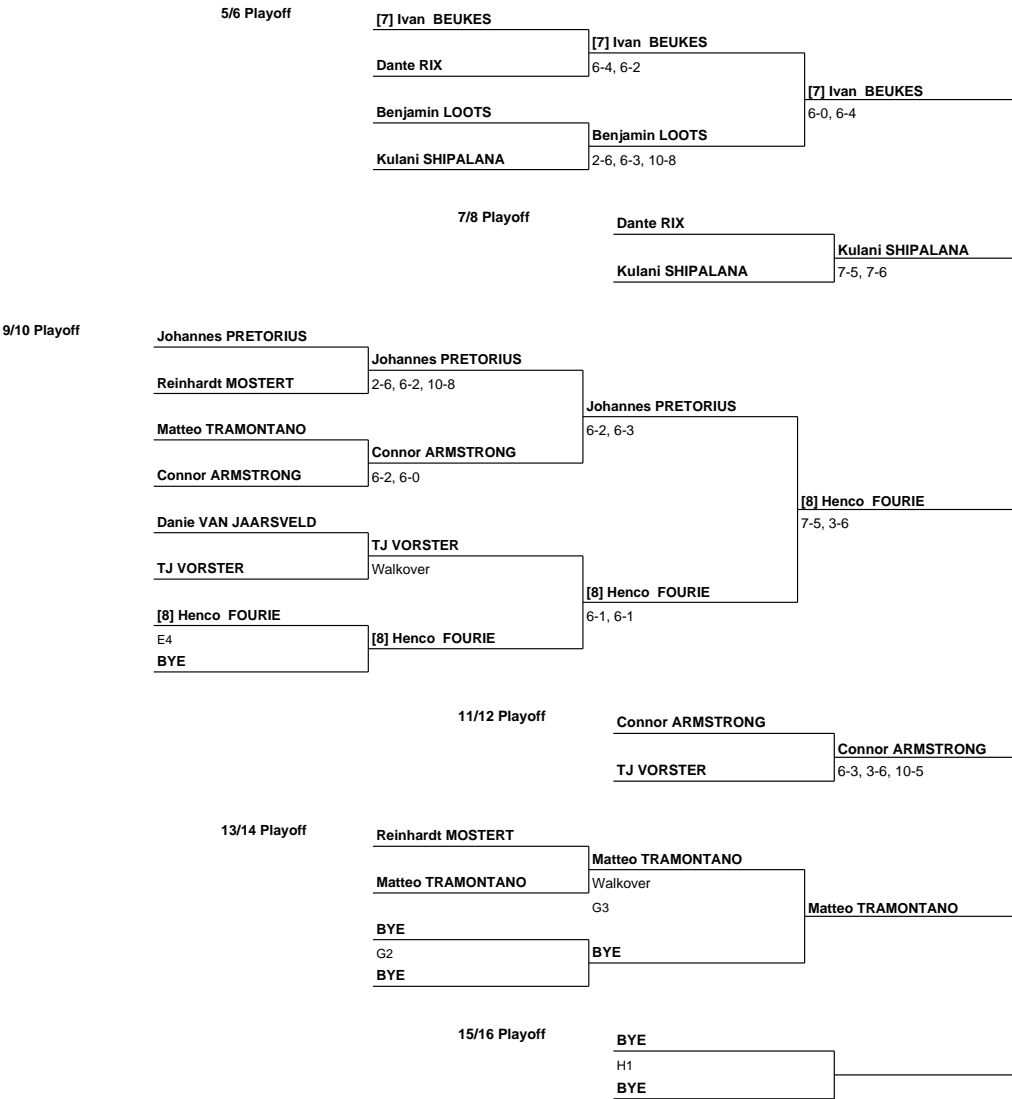 5/6 Playoff
[7] Ivan BEUKES
[7] Ivan BEUKES
Dante RIX
6-4, 6-2
[7] Ivan BEUKES
6-0, 6-4
Benjamin LOOTS
Benjamin LOOTS
Kulani SHIPALANA
2-6, 6-3, 10-8
7/8 Playoff
Dante RIX
Kulani SHIPALANA
Kulani SHIPALANA
7-5, 7-6
9/10 Playoff
Johannes PRETORIUS
Johannes PRETORIUS
Reinhardt MOSTERT
2-6, 6-2, 10-8
Johannes PRETORIUS
6-2, 6-3
Matteo TRAMONTANO
Connor ARMSTRONG
Connor ARMSTRONG
6-2, 6-0
[8] Henco FOURIE
7-5, 3-6
Danie VAN JAARSVELD
TJ VORSTER
TJ VORSTER
Walkover
[8] Henco FOURIE
6-1, 6-1
[8] Henco FOURIE
E4
[8] Henco FOURIE
BYE
11/12 Playoff
Connor ARMSTRONG
Connor ARMSTRONG
TJ VORSTER
6-3, 3-6, 10-5
13/14 Playoff
Reinhardt MOSTERT
Matteo TRAMONTANO
Matteo TRAMONTANO
Walkover
G3
Matteo TRAMONTANO
BYE
G2
BYE
BYE
15/16 Playoff
BYE
H1
BYE